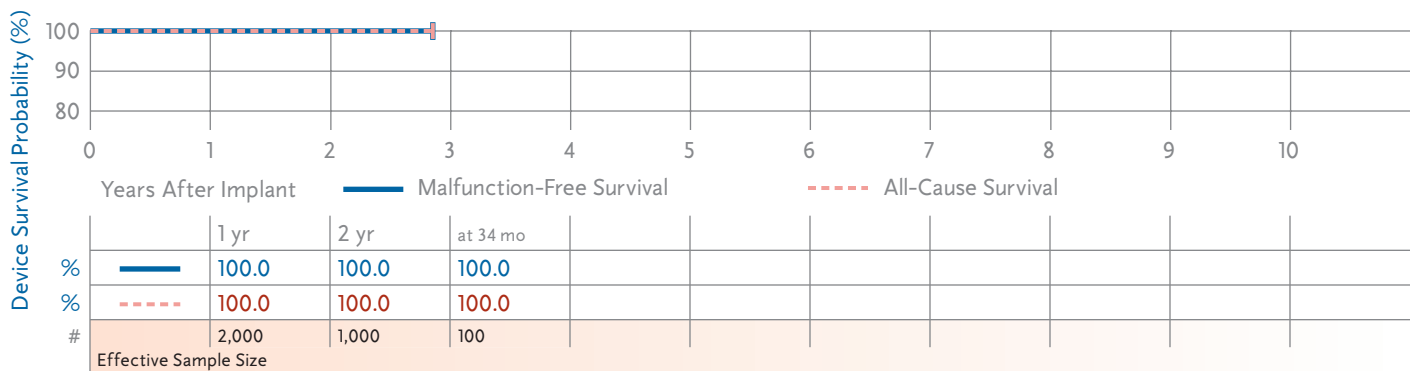 Device Survival Probability (%)
100
90
80
0 1 2 3 4 5 6 7 8 9 10
Years After Implant Malfunction-Free Survival All-Cause Survival
1 yr 2 yr at 34 mo
% 100.0 100.0 100.0
% 100.0 100.0 100.0
# 2,000 1,000 100
Effective Sample Size